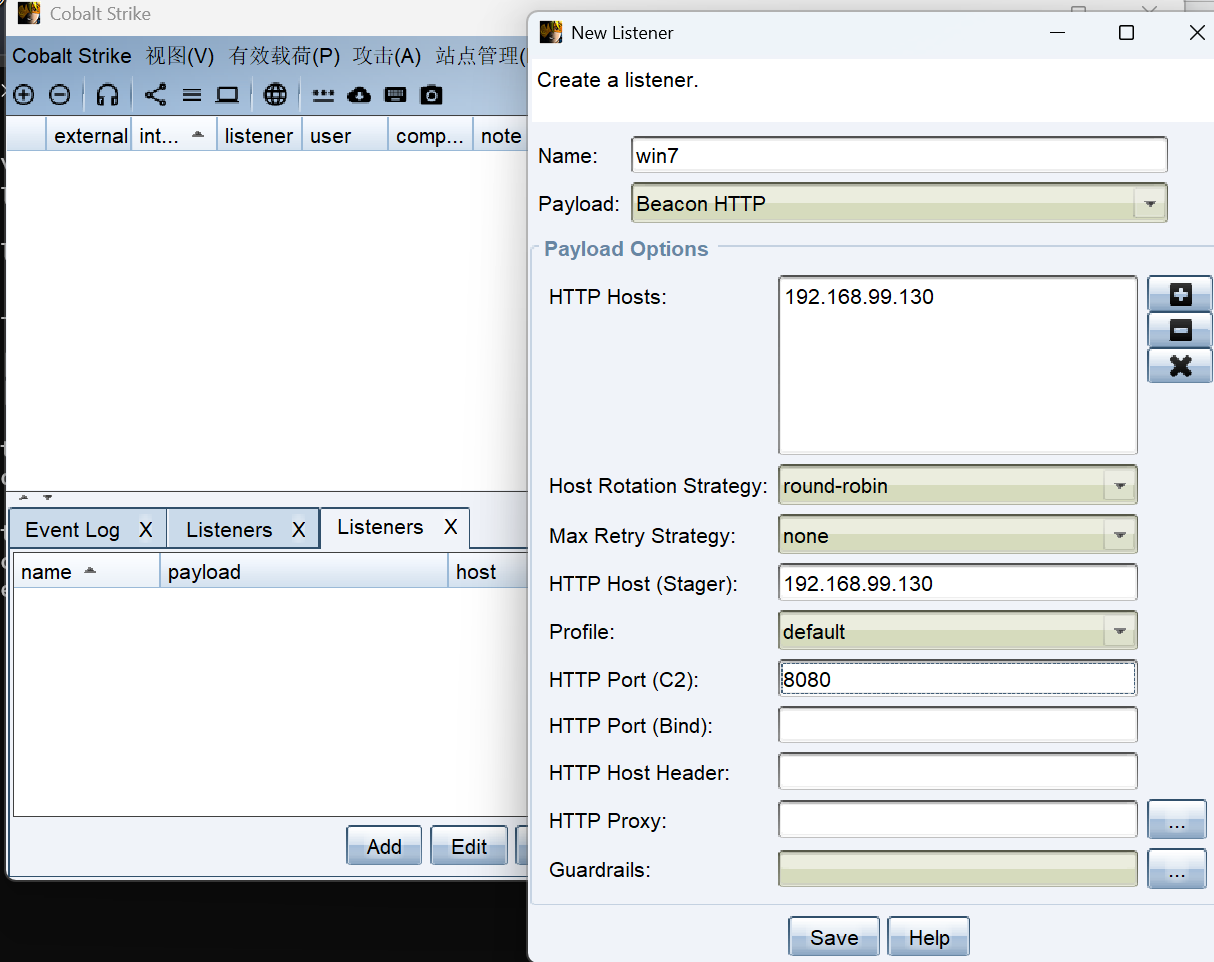 Cobalt Strike
Cobalt Strike 视图(V) 有效载荷(P) 攻击(A) 站点管理(
external int... listener user comp... note
Event Log X Listeners X Listeners X
name payload host
Add Edit
New Listener
Create a listener.
Name: win7
Payload: Beacon HTTP
Payload Options
HTTP Hosts: 192.168.99.130
Host Rotation Strategy: round-robin
Max Retry Strategy: none
HTTP Host (Stager): 192.168.99.130
Profile: default
HTTP Port (C2): 8080
HTTP Port (Bind):
HTTP Host Header:
HTTP Proxy: ...
Guardrails: ...
Save Help